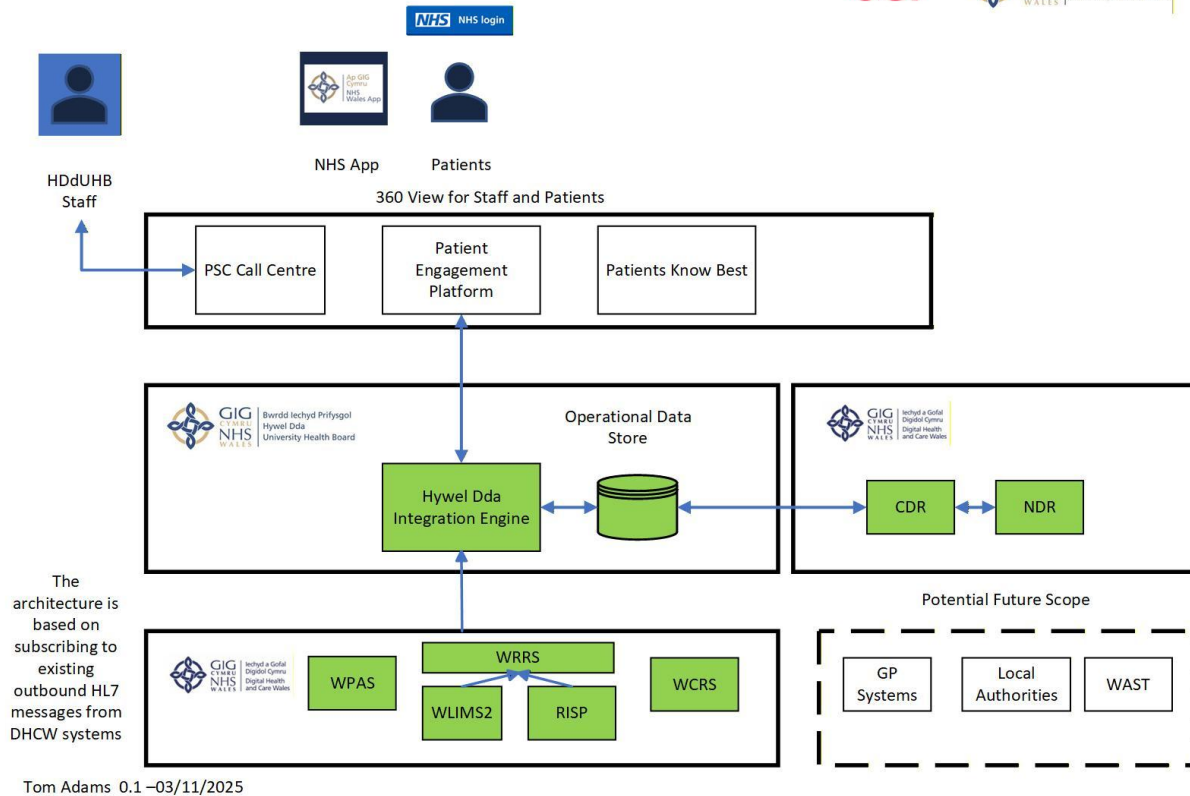 WALES
NHS NHS login
Ap GIG
Cymru
NHS
Wales App
NHS App
Patients
HDdUHB
Staff
360 View for Staff and Patients
PSC Call Centre
Patient
Engagement
Platform
Patients Know Best
GIG
CYMRU
NHS
WALES
Bwrdd Iechyd Prifysgol
Hywel Dda
University Health Board
Operational Data
Store
GIG
CYMRU
NHS
WALES
Iechyd a Gofal
Digidol Cymru
Digital Health
and Care Wales
Hywel Dda
Integration Engine
CDR
NDR
The
architecture is
based on
subscribing to
existing
outbound HL7
messages from
DHCW systems
Potential Future Scope
GIG
CYMRU
NHS
WALES
Iechyd a Gofal
Digidol Cymru
Digital Health
and Care Wales
WPAS
WRRS
WLIMS2
RISP
WCRS
GP
Systems
Local
Authorities
WAST
Tom Adams 0.1 –03/11/2025